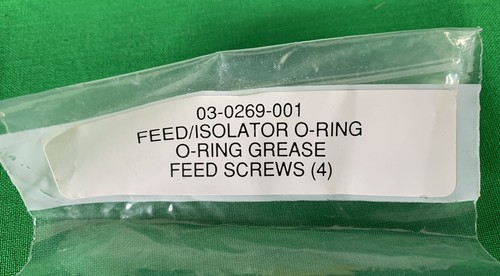 03-0269-001
FEED/ISOLATOR O-RING
O-RING GREASE
FEED SCREWS (4)